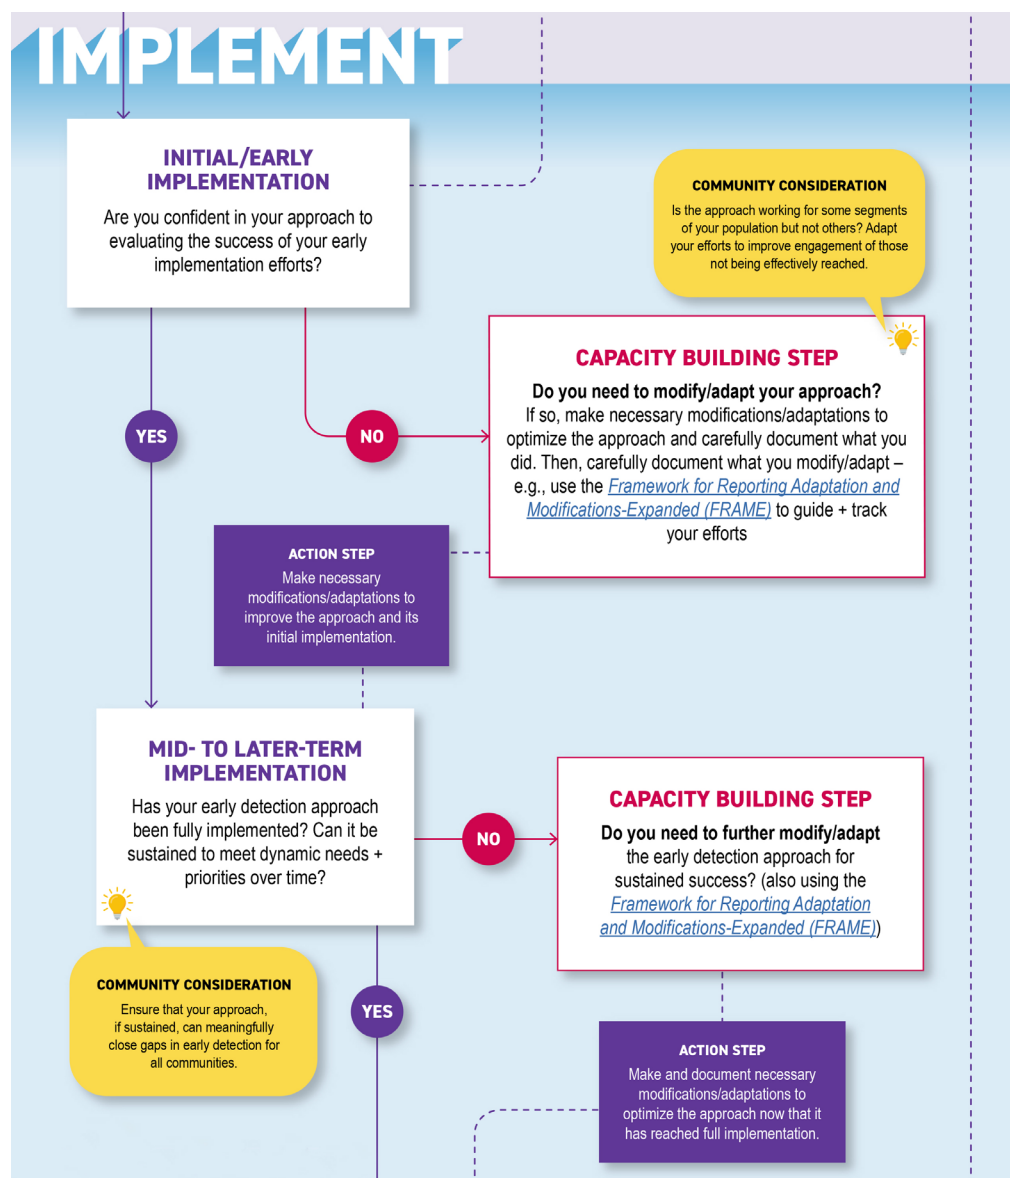 IMPLEMENT
INITIAL/EARLY
IMPLEMENTATION
Are you confident in your approach to
evaluating the success of your early
implementation efforts?
COMMUNITY CONSIDERATION
Is the approach working for some segments
of your population but not others? Adapt
your efforts to improve engagement of those
not being effectively reached.
YES
NO
CAPACITY BUILDING STEP
Do you need to modify/adapt your approach?
If so, make necessary modifications/adaptations to
optimize the approach and carefully document what you
did. Then, carefully document what you modify/adapt –
e.g., use the Framework for Reporting Adaptation and
Modifications-Expanded (FRAME) to guide + track
your efforts
ACTION STEP
Make necessary
modifications/adaptations to
improve the approach and its
initial implementation.
MID- TO LATER-TERM
IMPLEMENTATION
Has your early detection approach
been fully implemented? Can it be
sustained to meet dynamic needs +
priorities over time?
NO
CAPACITY BUILDING STEP
Do you need to further modify/adapt
the early detection approach for
sustained success? (also using the
Framework for Reporting Adaptation
and Modifications-Expanded (FRAME))
COMMUNITY CONSIDERATION
Ensure that your approach,
if sustained, can meaningfully
close gaps in early detection for
all communities.
YES
ACTION STEP
Make and document necessary
modifications/adaptations to
optimize the approach now that it
has reached full implementation.